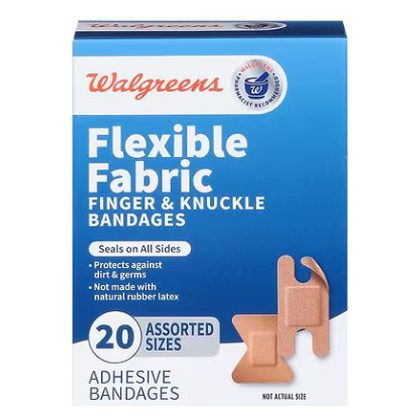 Walgreens
WALGREENS
PHARMACIST RECOMMENDED
W
Flexible
Fabric
FINGER & KNUCKLE
BANDAGES
Seals on All Sides
• Protects against
dirt & germs
• Not made with
natural rubber latex
20 ASSORTED
SIZES
ADHESIVE
BANDAGES
NOT ACTUAL SIZE